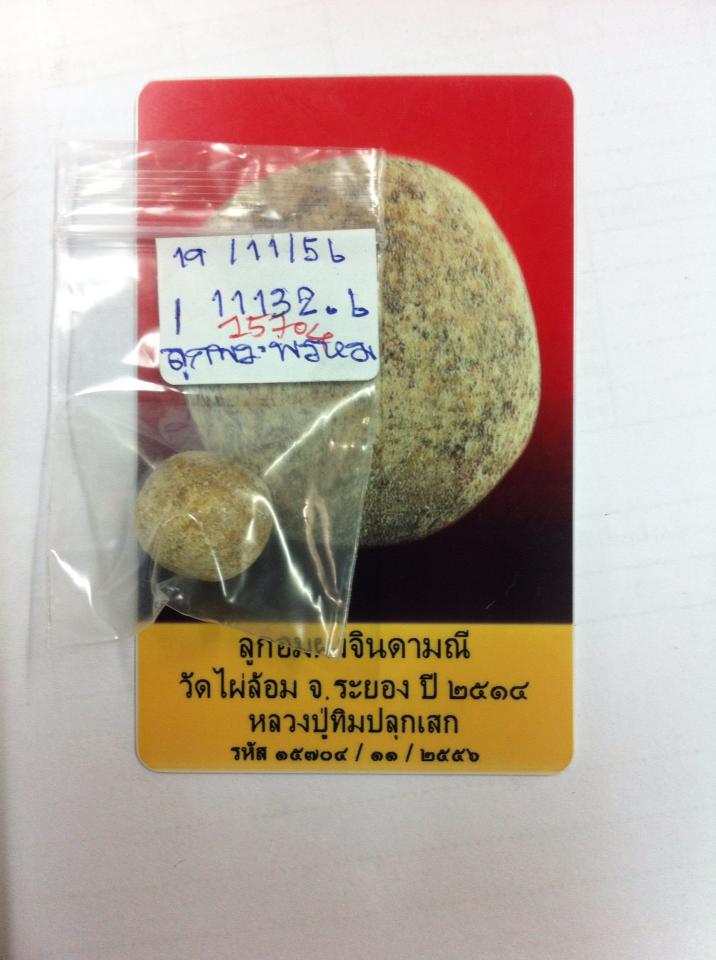 19 /11/56
1 11132.6
15704
ลูกอม
จินดามณี
วัดไผ่ล้อม จ.ระยอง ปี ๒๕๑๔
หลวงปู่ทิมปลุกเสก
รหัส ๑๕๗๐๔ / ๑๑ / ๒๕๕๖